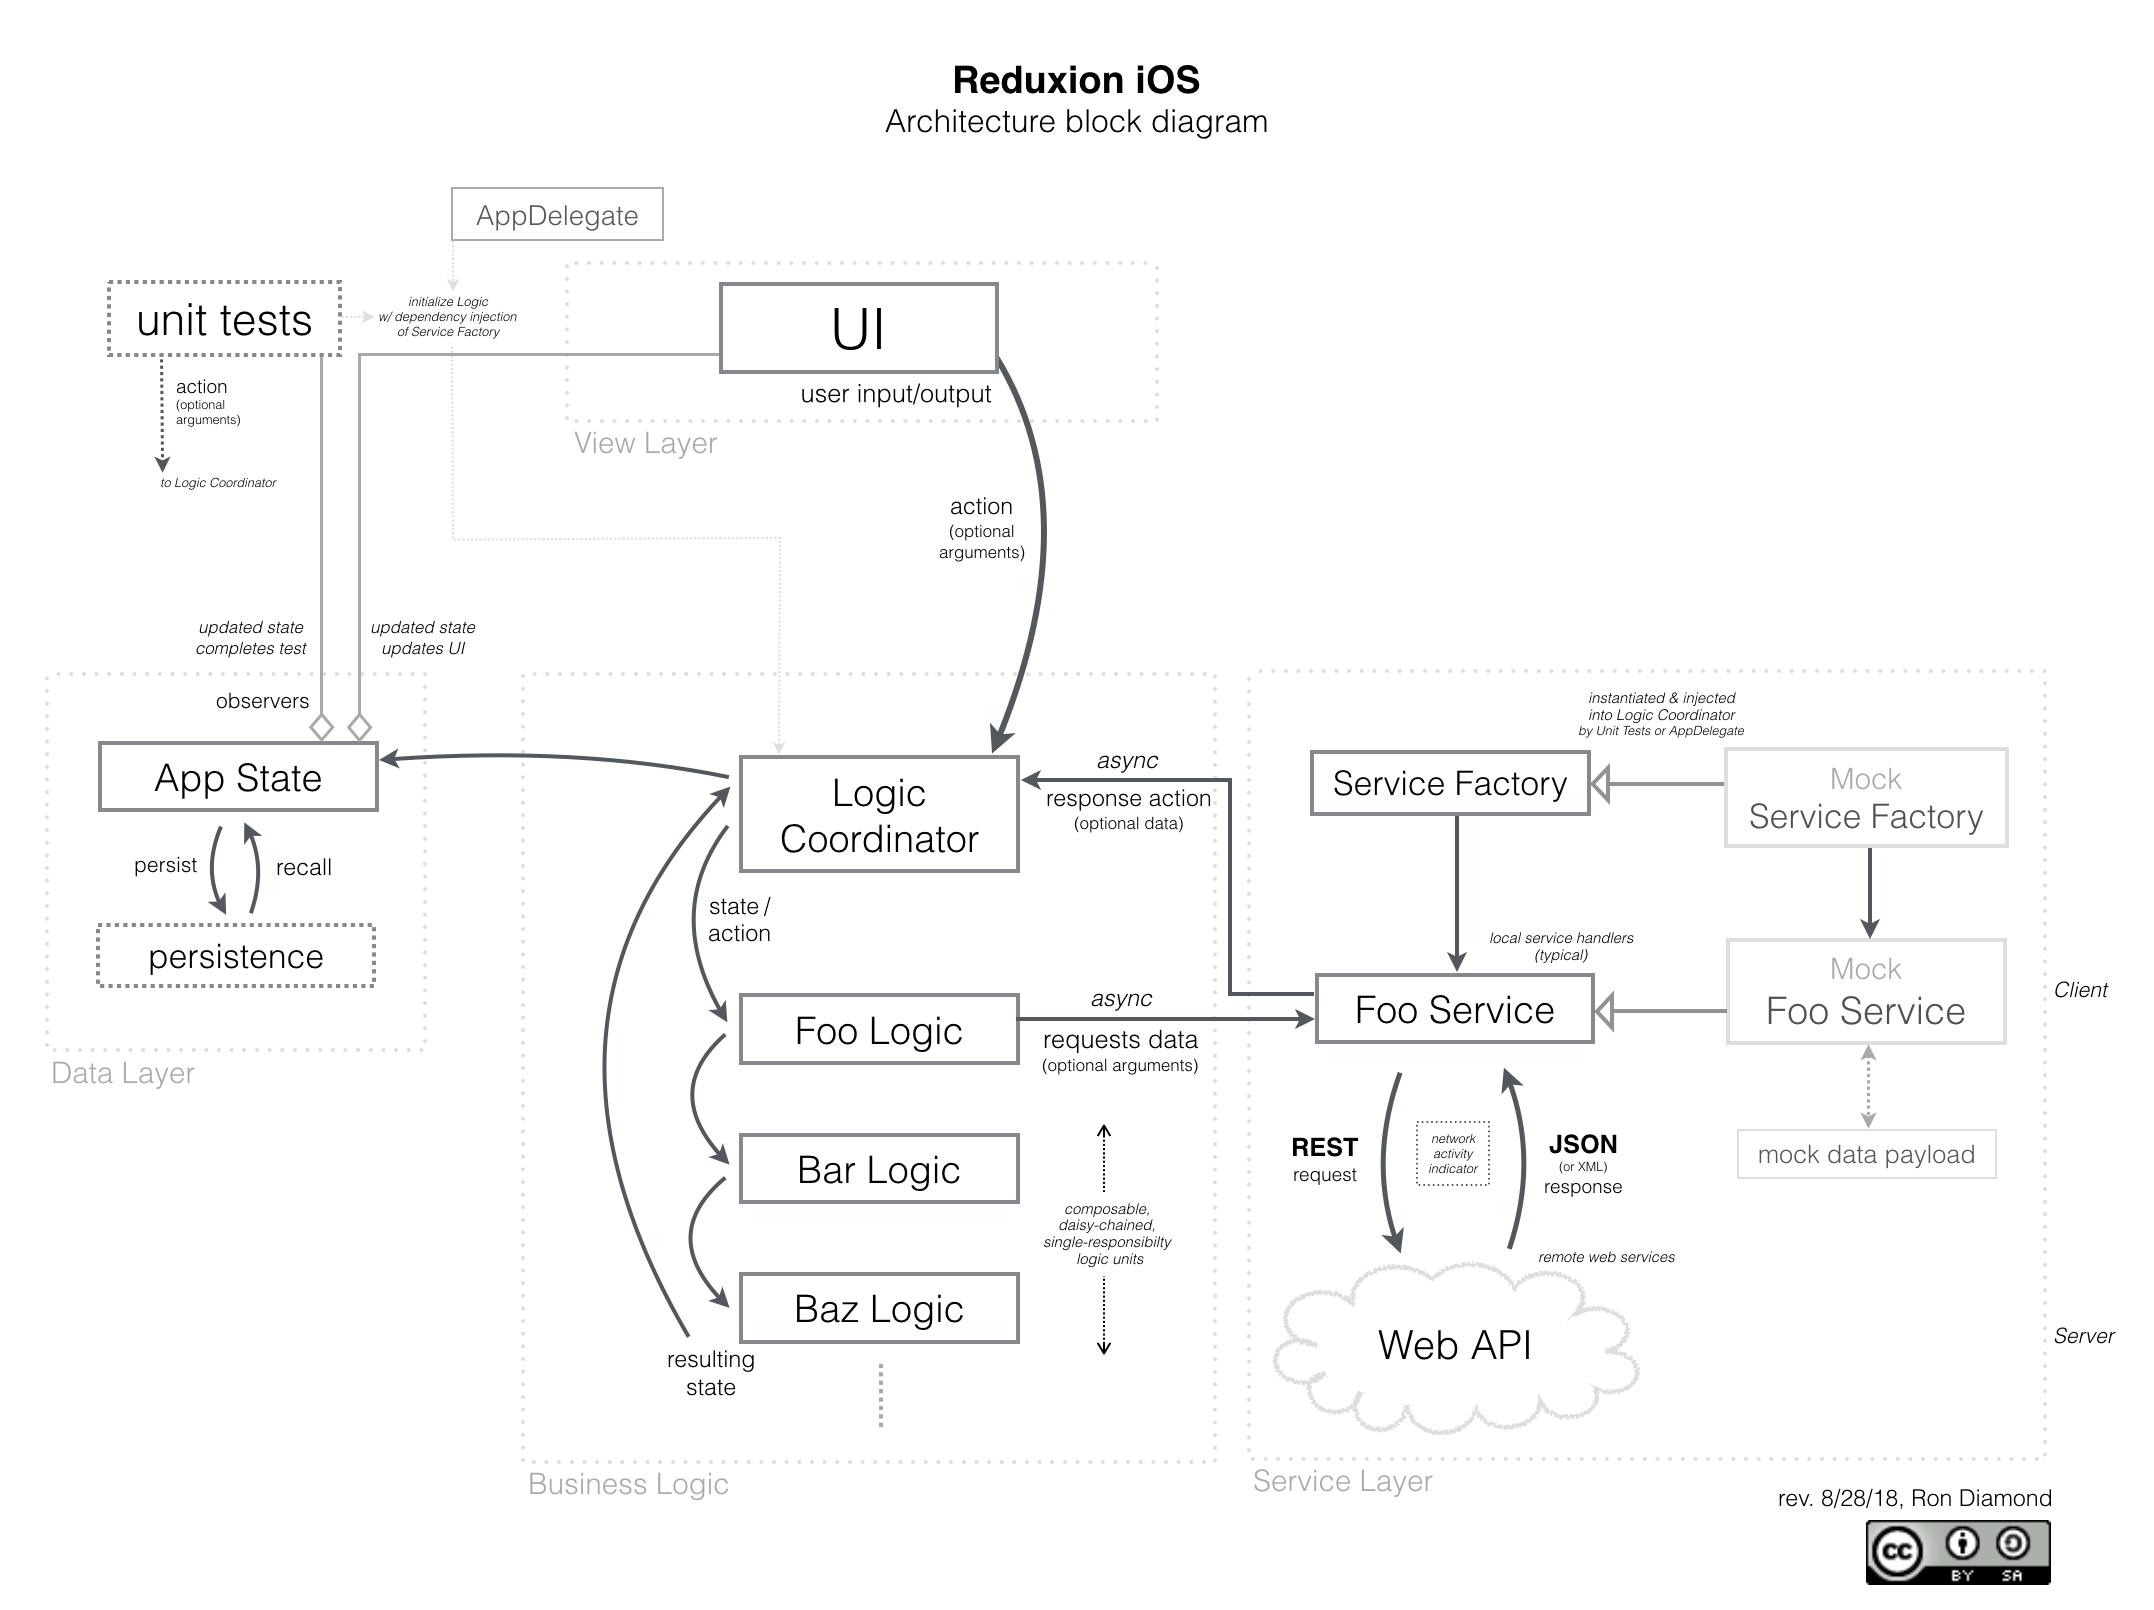 Reduxion iOS
Architecture block diagram
AppDelegate
unit tests
initialize Logic
w/ dependency injection
of Service Factory
UI
user input/output
View Layer
action
(optional
arguments)
to Logic Coordinator
action
(optional
arguments)
updated state
completes test
updated state
updates UI
observers
App State
persist
recall
persistence
Data Layer
Logic
Coordinator
state /
action
async
response action
(optional data)
Foo Logic
async
requests data
(optional arguments)
Bar Logic
composable,
daisy-chained,
single-responsibilty
logic units
Baz Logic
resulting
state
Business Logic
instantiated & injected
into Logic Coordinator
by Unit Tests or AppDelegate
Service Factory
Mock
Service Factory
local service handlers
(typical)
Foo Service
Mock
Foo Service
Client
REST
request
network
activity
indicator
JSON
(or XML)
response
mock data payload
remote web services
Web API
Server
Service Layer
rev. 8/28/18, Ron Diamond
cc
BY SA